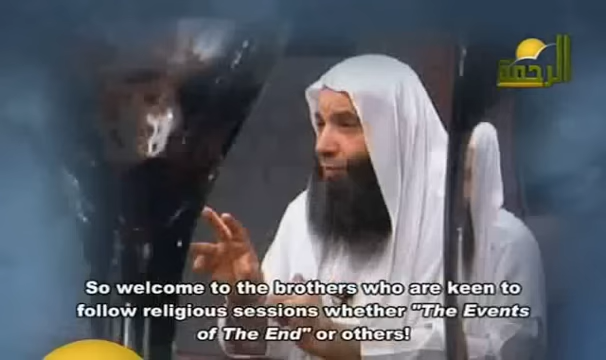 الرحمة
So welcome to the brothers who are keen to
follow religious sessions whether "The Events
of The End" or others!